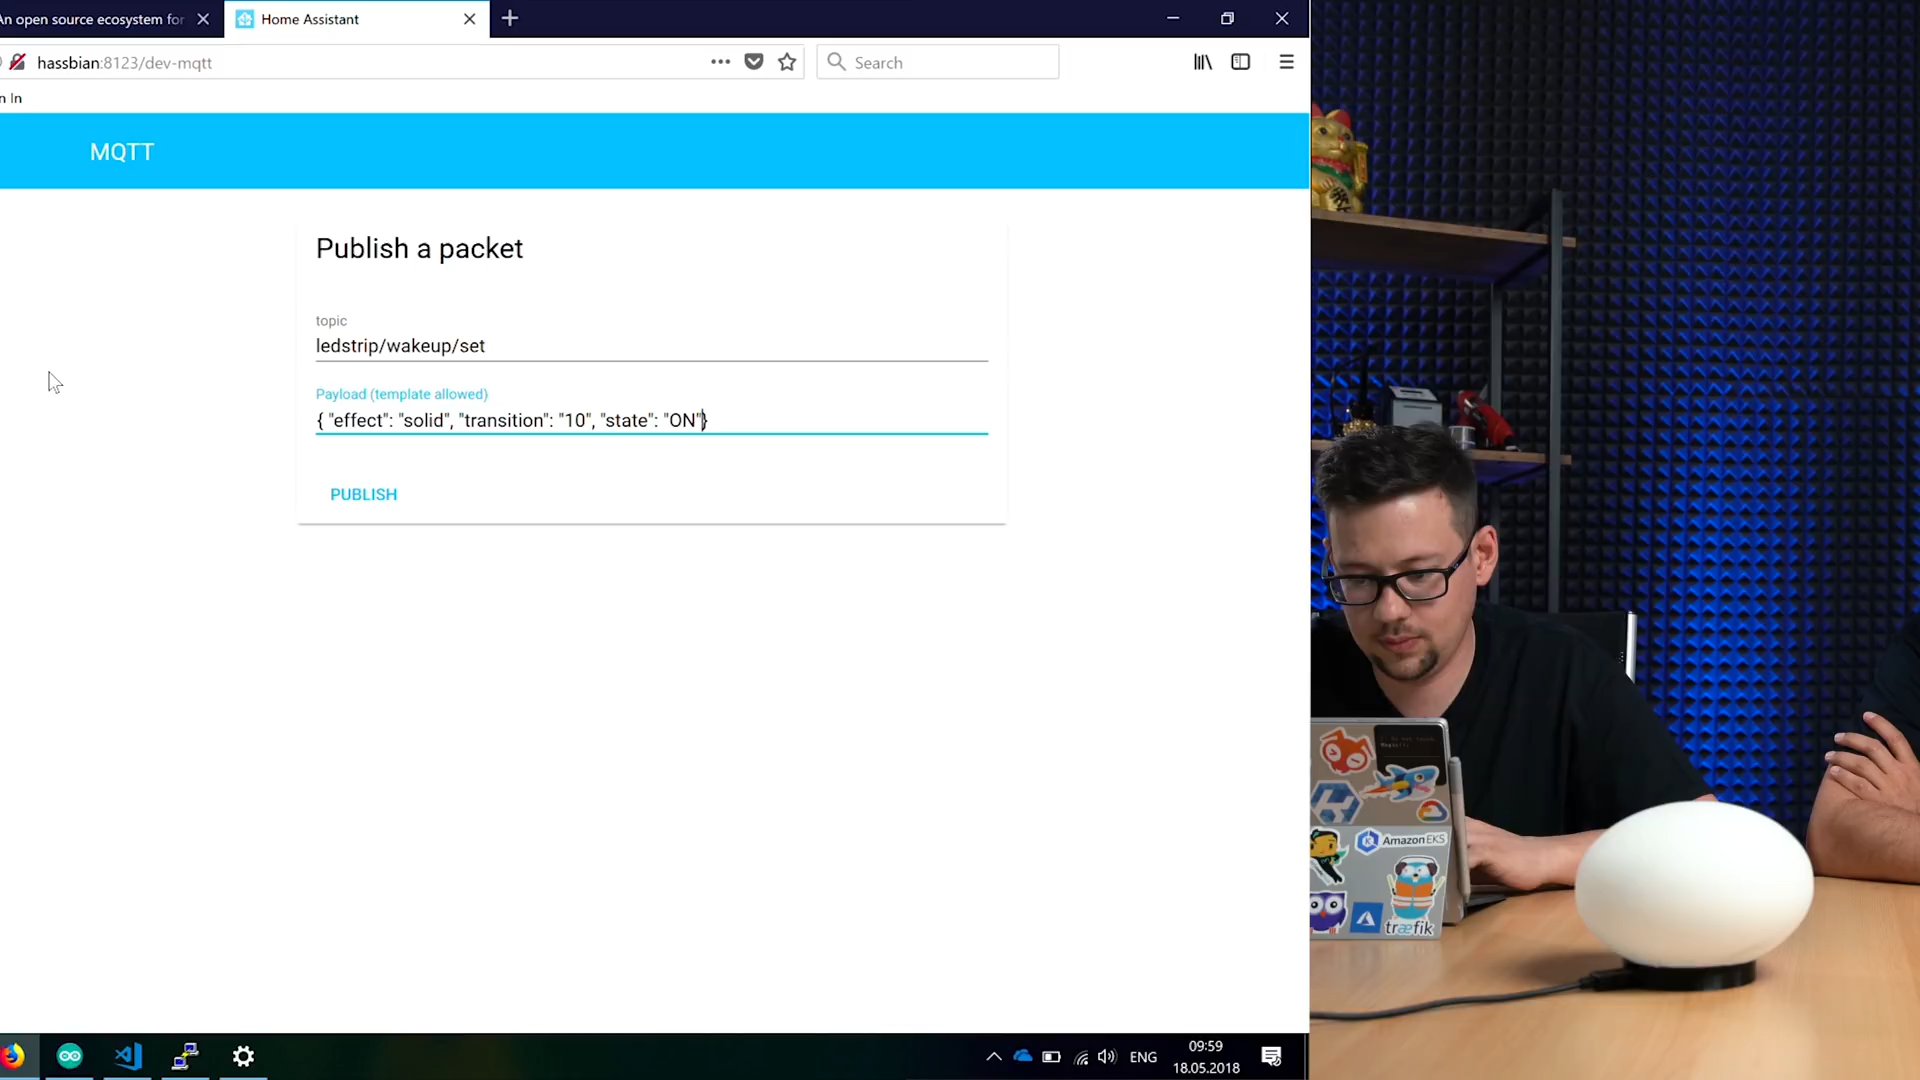 An open source ecosystem for
Home Assistant
hassbian:8123/dev-mqtt
Search
n In
MQTT
Publish a packet
topic
ledstrip/wakeup/set
Payload (template allowed)
{ "effect": "solid", "transition": "10", "state": "ON"}
PUBLISH
Amazon EKS
træfik
ENG
09:59
18.05.2018